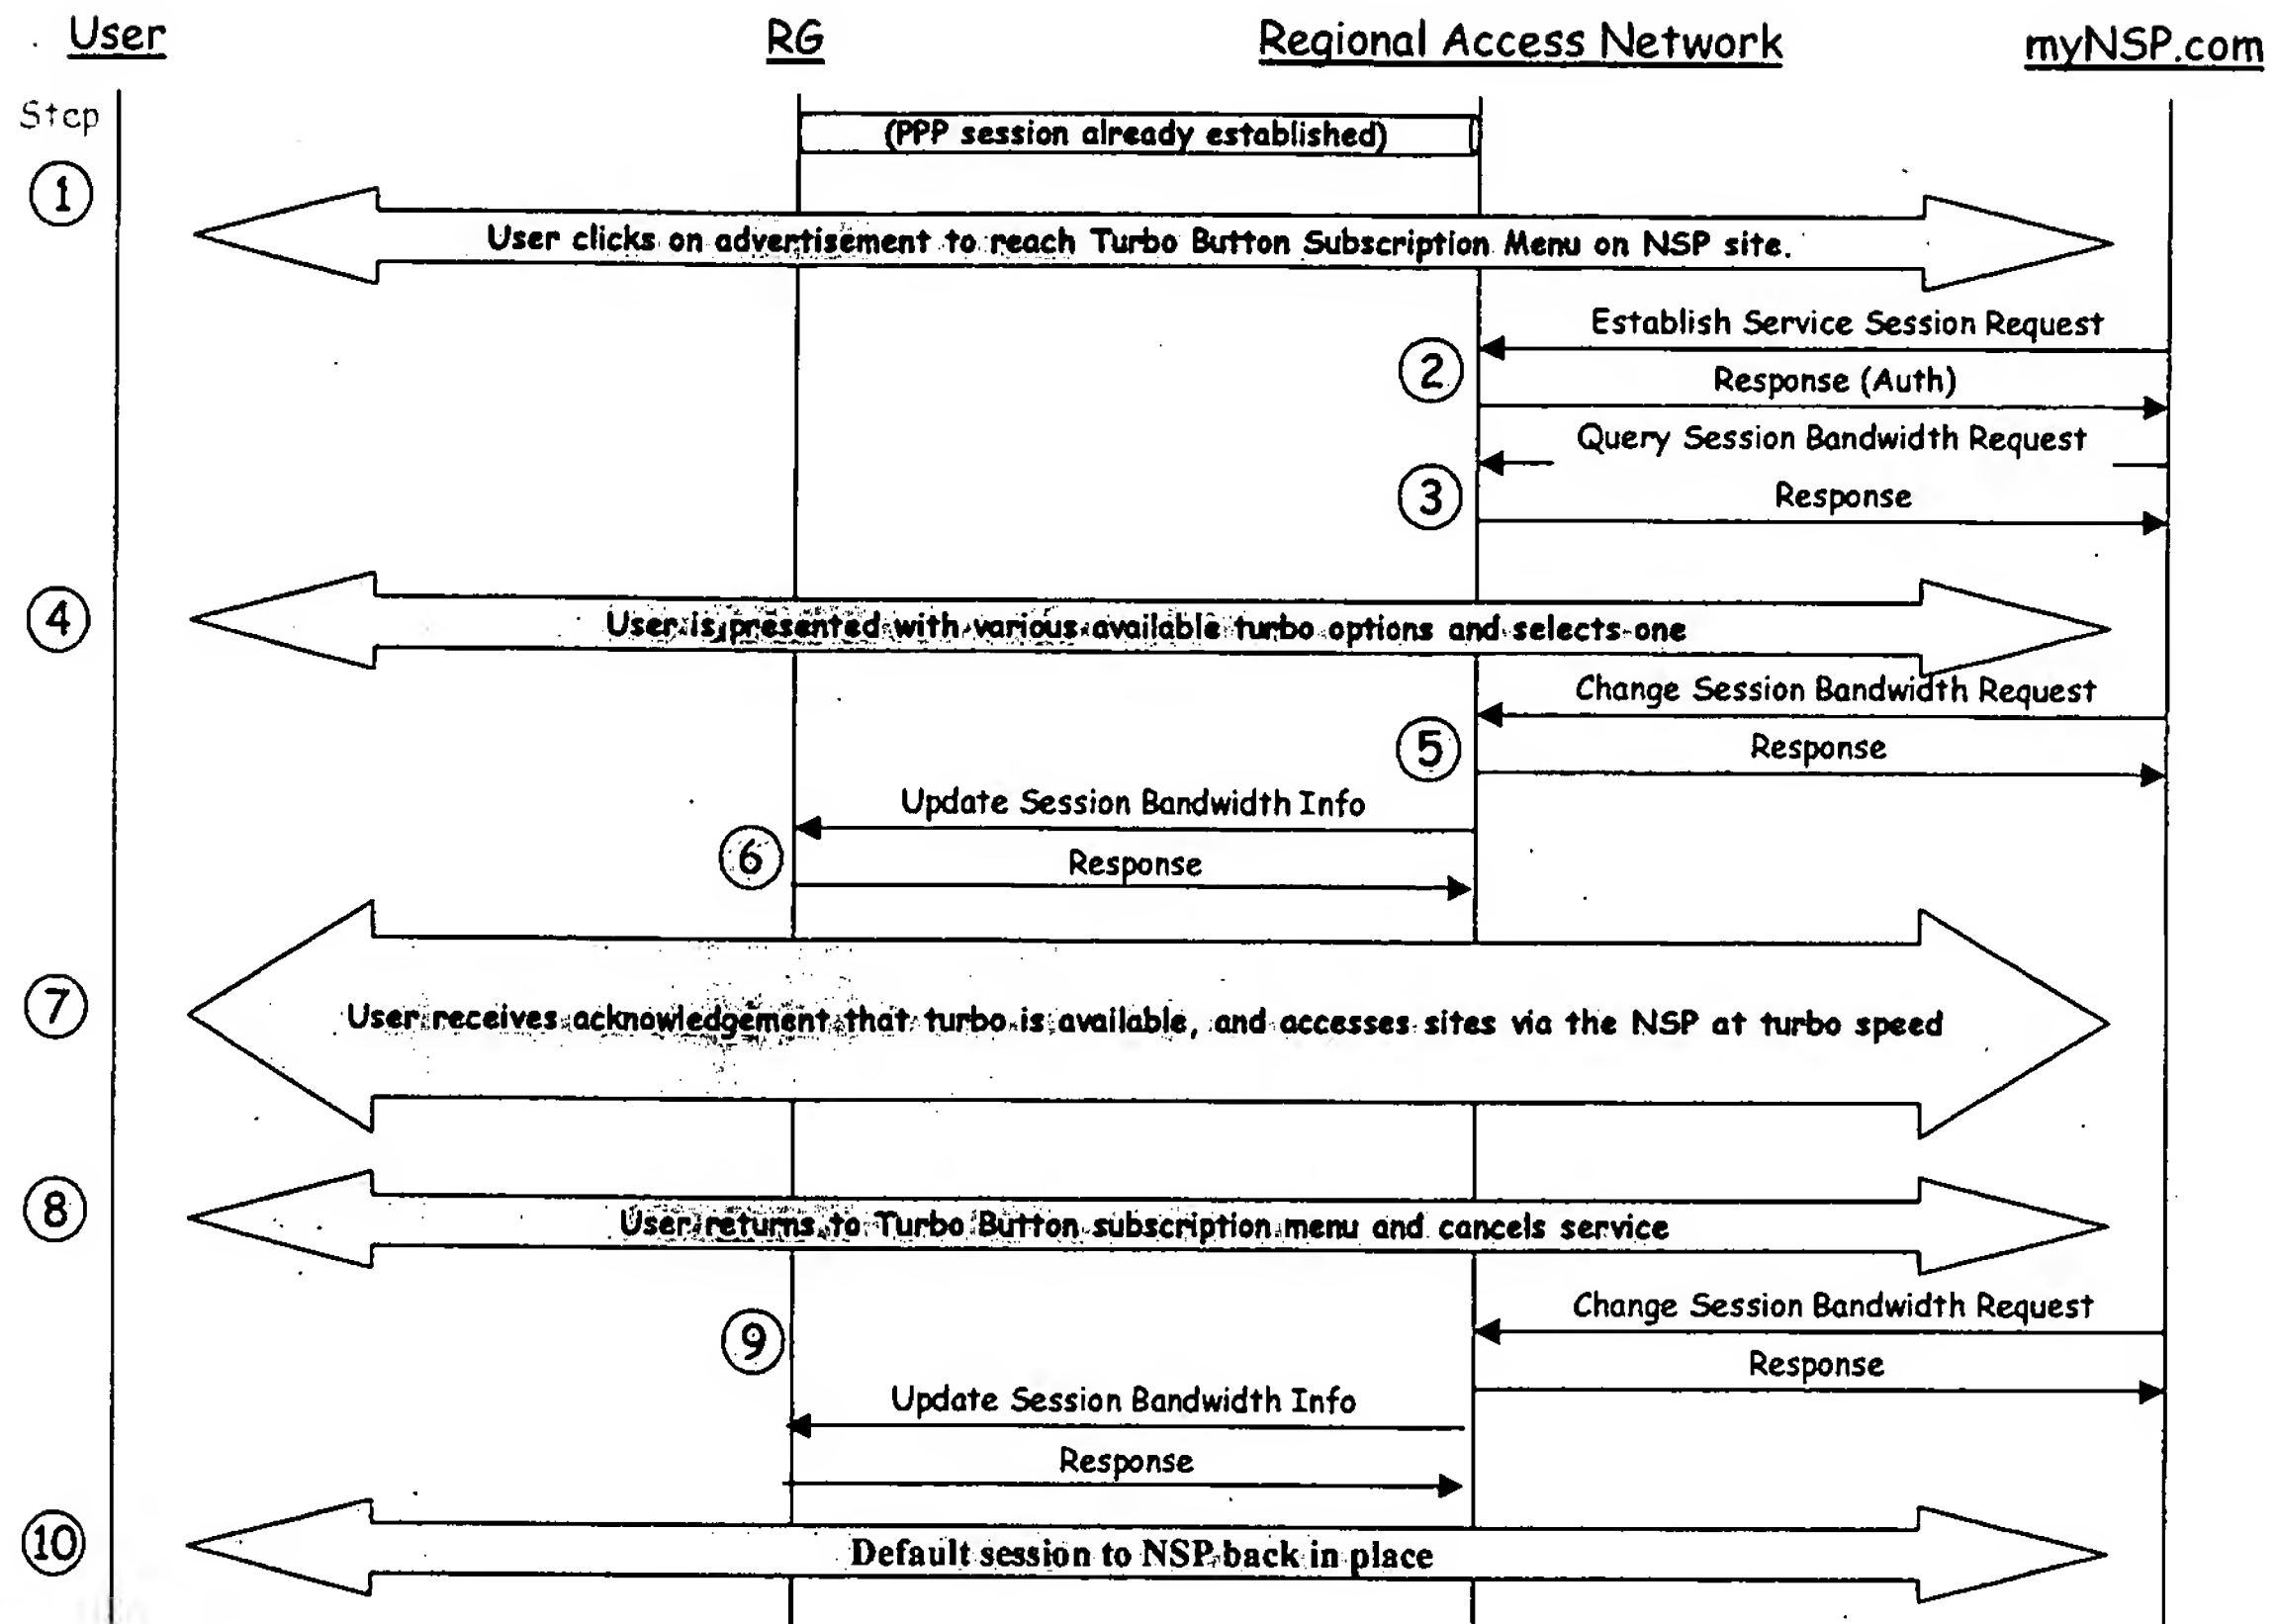 User RG Regional Access Network myNSP.com
Step
(PPP session already established)
1
User clicks on advertisement to reach Turbo Button Subscription Menu on NSP site.
Establish Service Session Request
2
Response (Auth)
Query Session Bandwidth Request
3
Response
4
User is presented with various available turbo options and selects one
Change Session Bandwidth Request
5
Response
Update Session Bandwidth Info
6
Response
7
User receives acknowledgement that turbo is available, and accesses sites via the NSP at turbo speed
8
User returns to Turbo Button subscription menu and cancels service
Change Session Bandwidth Request
9
Response
Update Session Bandwidth Info
Response
10
Default session to NSP back in place